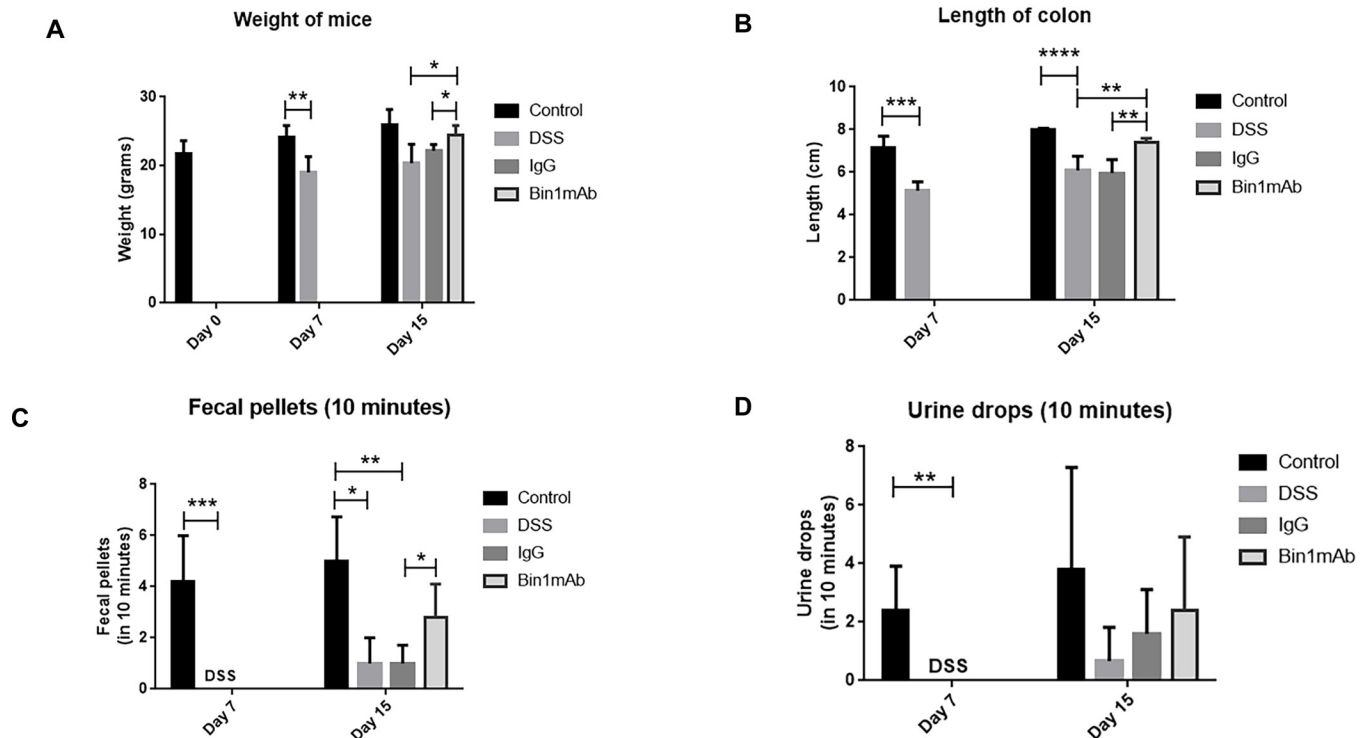 A
Weight of mice
Weight (grams)
30
20
10
0
**
*
*
Day 0
Day 7
Day 15
Control
DSS
IgG
Bin1mAb
B
Length of colon
Length (cm)
10
8
6
4
2
0
***
****
**
**
Day 7
Day 15
Control
DSS
IgG
Bin1mAb
C
Fecal pellets (10 minutes)
Fecal pellets
(in 10 minutes)
8
6
4
2
0
***
**
*
*
DSS
Day 7
Day 15
Control
DSS
IgG
Bin1mAb
D
Urine drops (10 minutes)
Urine drops
(in 10 minutes)
8
6
4
2
0
**
DSS
Day 7
Day 15
Control
DSS
IgG
Bin1mAb